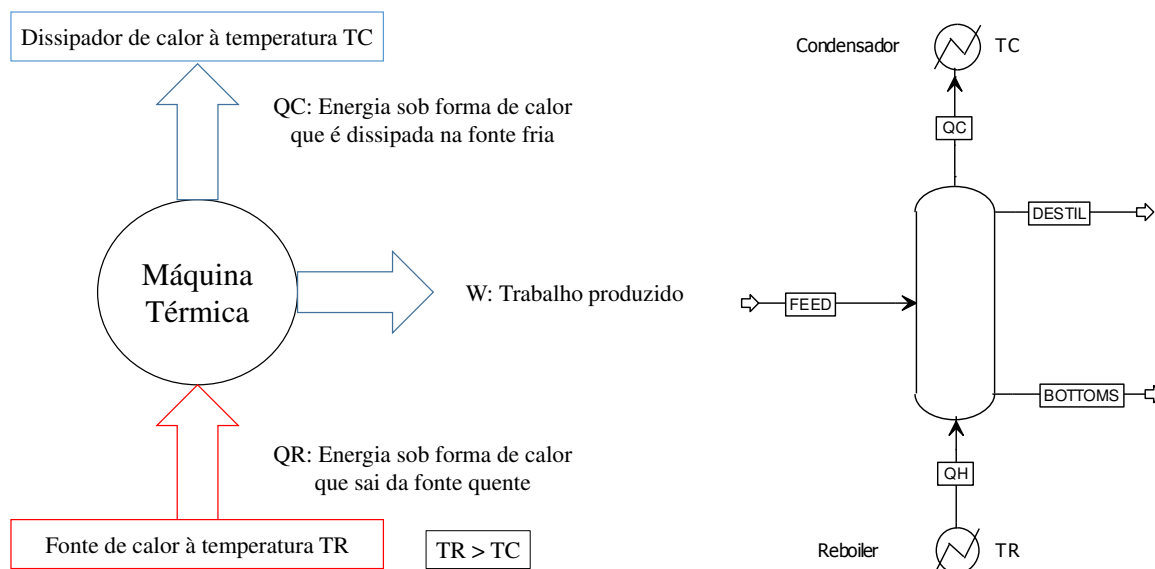 Dissipador de calor à temperatura TC
QC: Energia sob forma de calor
que é dissipada na fonte fria
Máquina
Térmica
W: Trabalho produzido
QR: Energia sob forma de calor
que sai da fonte quente
Fonte de calor à temperatura TR
TR > TC
Condensador
TC
QC
DESTIL
FEED
BOTTOMS
QH
Reboiler
TR